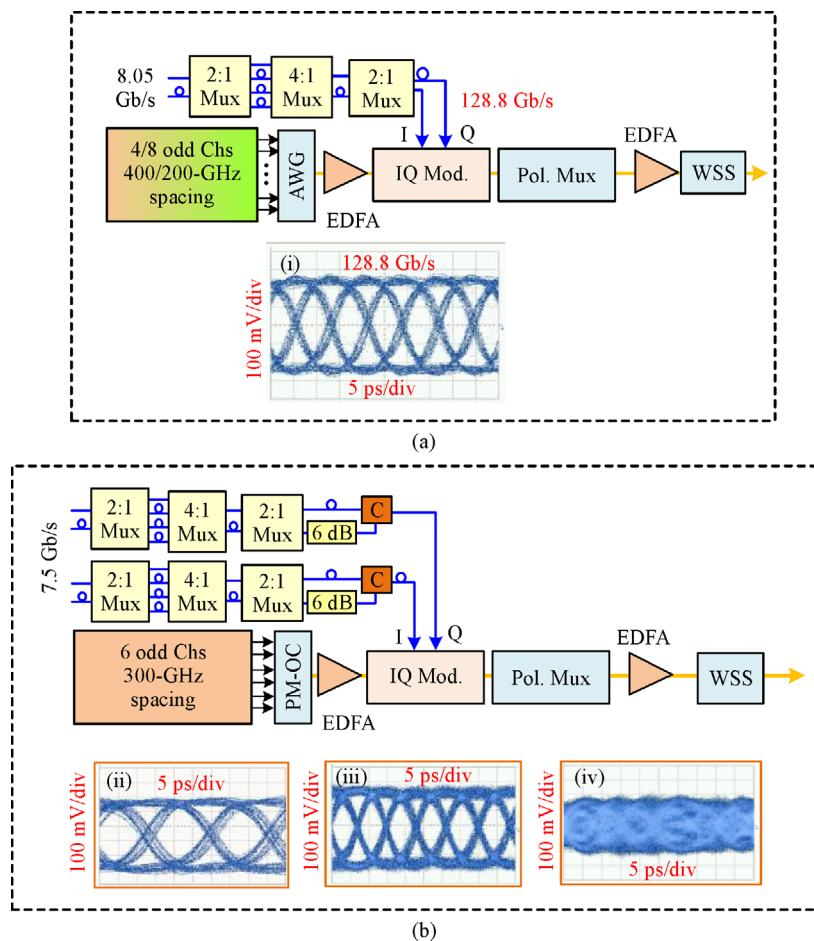 8.05
Gb/s
2:1
Mux
4:1
Mux
2:1
Mux
128.8 Gb/s
I
Q
4/8 odd Chs
400/200-GHz
spacing
AWG
EDFA
IQ Mod.
Pol. Mux
EDFA
WSS
(i)
128.8 Gb/s
100 mV/div
5 ps/div
(a)
7.5 Gb/s
2:1
Mux
4:1
Mux
2:1
Mux
6 dB
C
2:1
Mux
4:1
Mux
2:1
Mux
6 dB
C
I
Q
6 odd Chs
300-GHz
spacing
PM-OC
EDFA
IQ Mod.
Pol. Mux
EDFA
WSS
(ii)
5 ps/div
100 mV/div
(iii)
5 ps/div
100 mV/div
(iv)
100 mV/div
5 ps/div
(b)